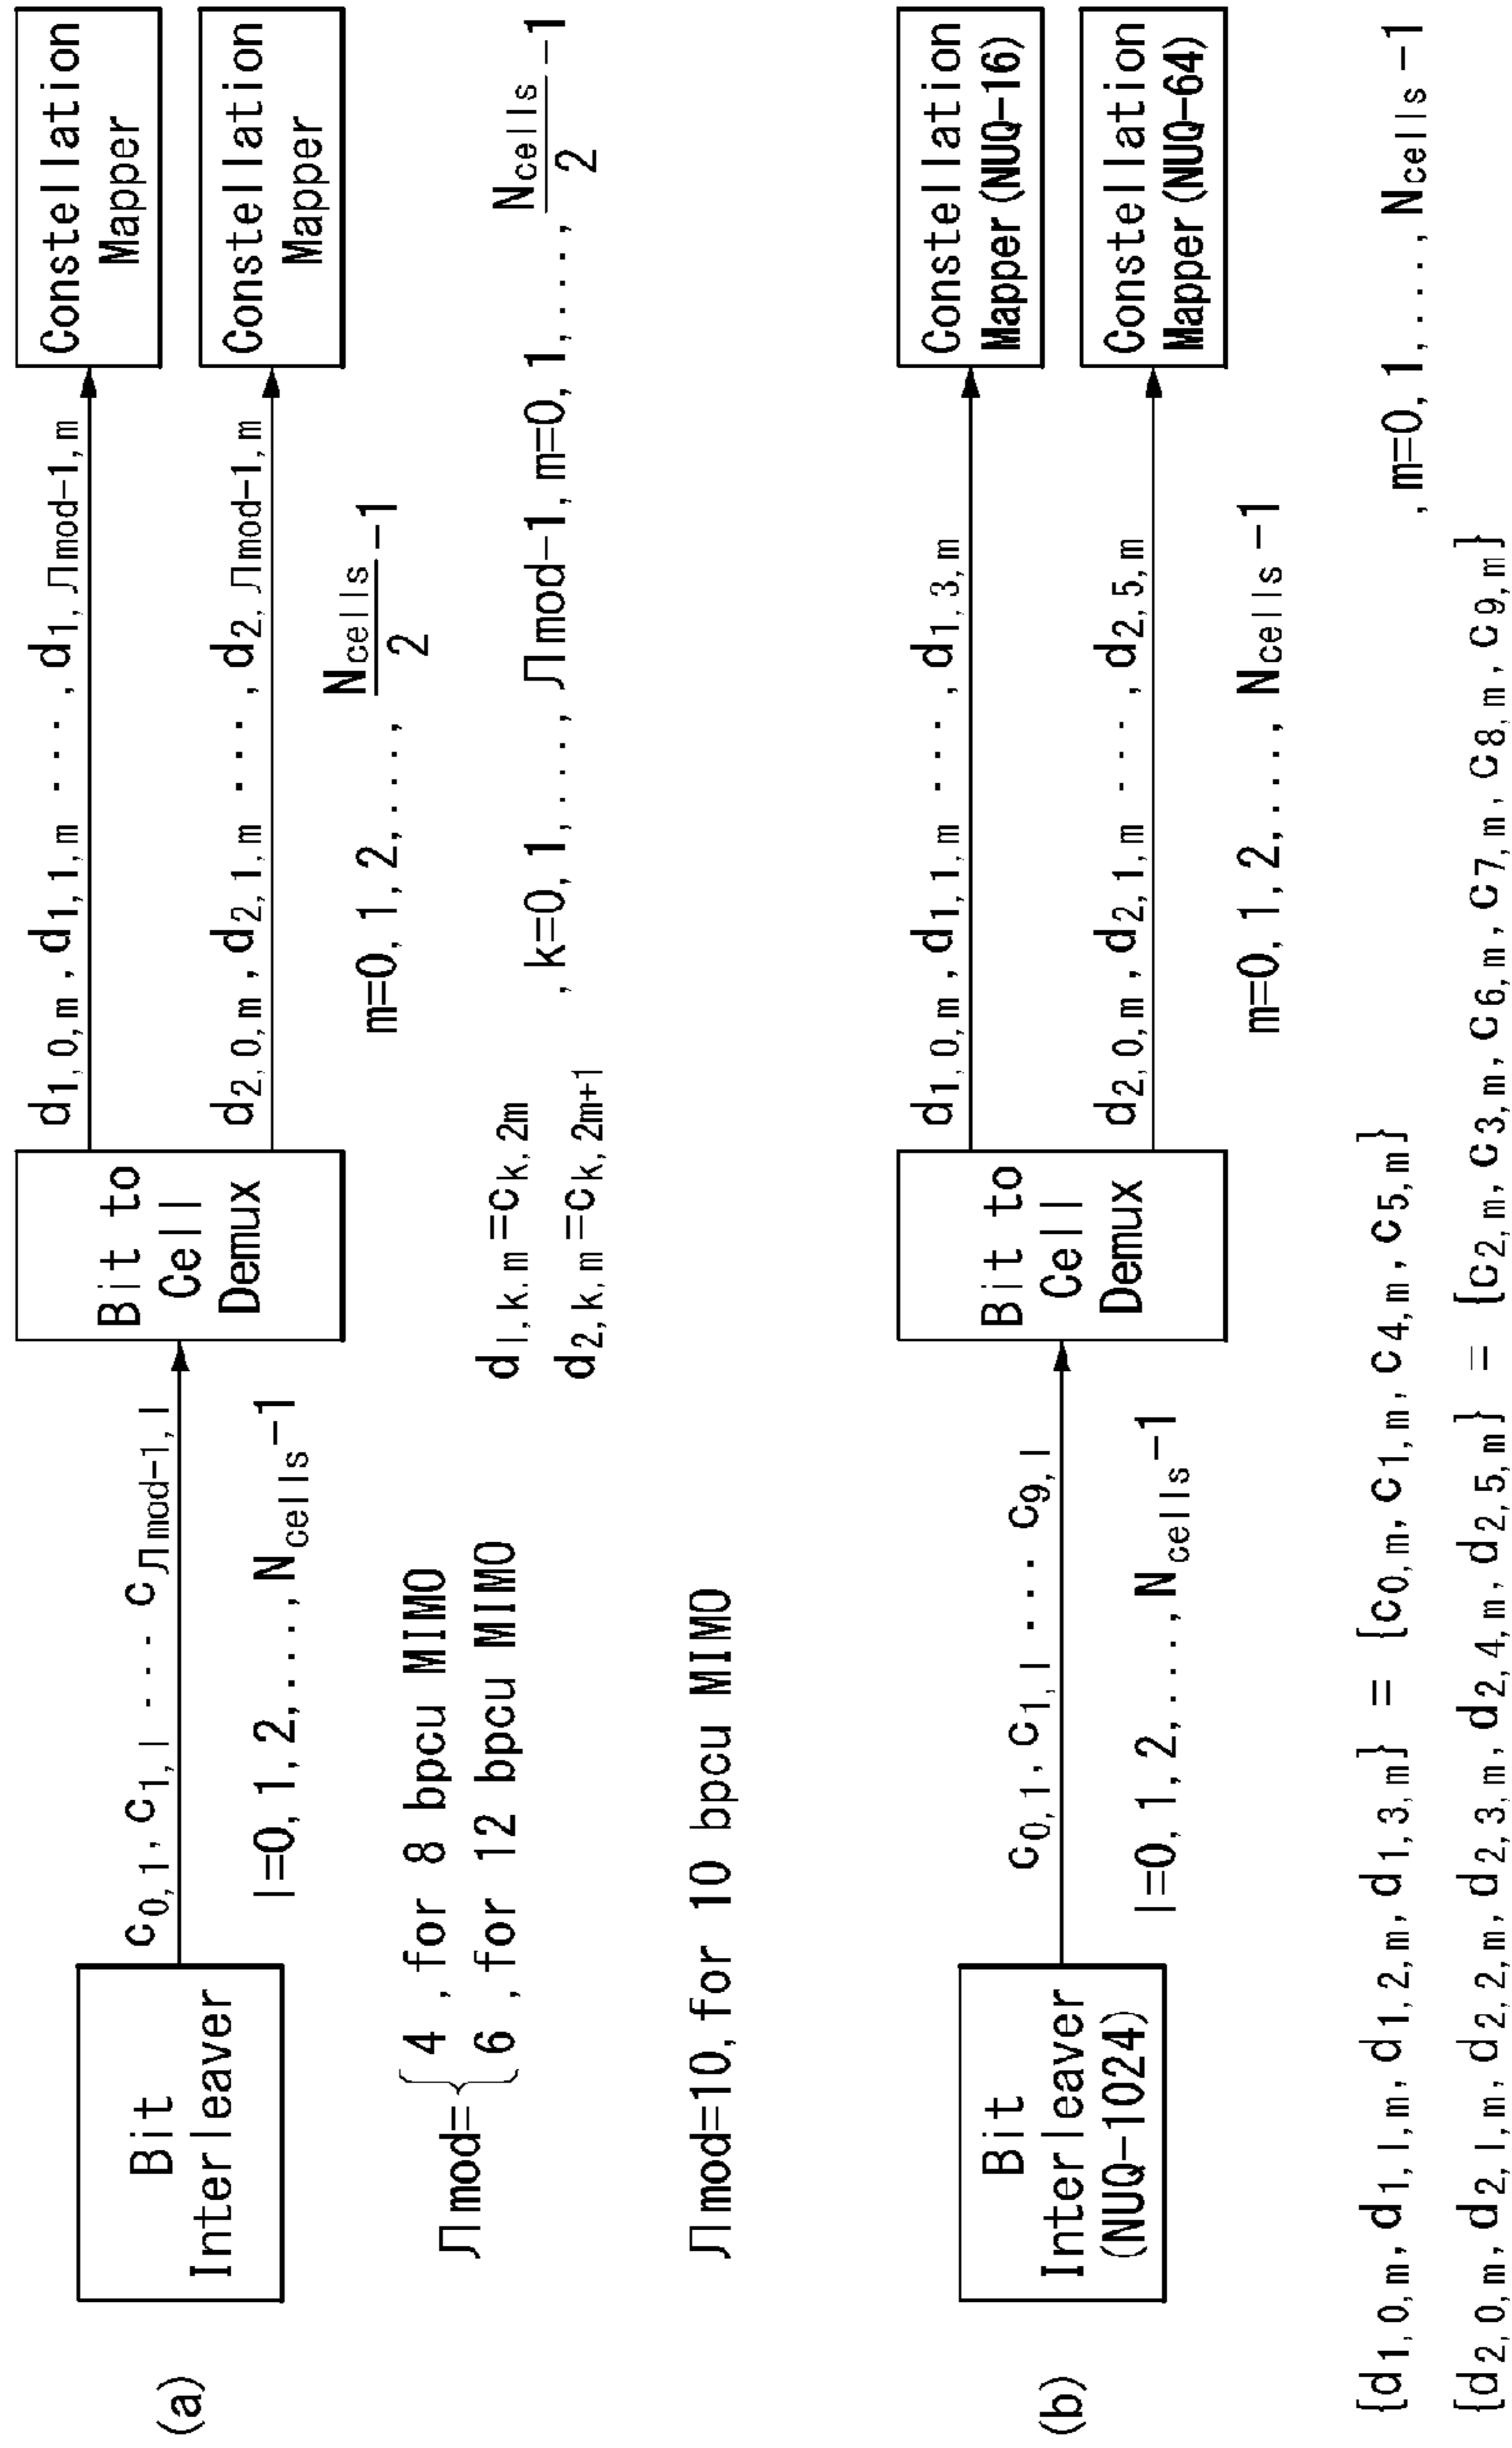 (a)
Bit
Interleaver
c0,1, c1,l ... cЛmod-1,l
l=0, 1, 2,...., Ncells-1
Bit to
Cell
Demux
d1,0,m, d1,1,m ..., d1,Лmod-1,m
d2,0,m, d2,1,m ..., d2,Лmod-1,m
m=0, 1, 2,....., Ncells/2 -1
Constellation
Mapper
Constellation
Mapper
Лmod= { 4 , for 8 bpcu MIMO
6 , for 12 bpcu MIMO
d1,k,m=ck,2m
d2,k,m=ck,2m+1
, k=0, 1,...., Лmod-1, m=0, 1,....., Ncells/2 -1
Лmod=10, for 10 bpcu MIMO
(b)
Bit
Interleaver
(NUQ-1024)
c0,1, c1,l ... c9,l
l=0, 1, 2,...., Ncells-1
Bit to
Cell
Demux
d1,0,m, d1,1,m ..., d1,3,m
d2,0,m, d2,1,m ..., d2,5,m
m=0, 1, 2,....., Ncells-1
Constellation
Mapper (NUQ-16)
Constellation
Mapper (NUQ-64)
{d1,0,m, d1,1,m, d1,2,m, d1,3,m} = {c0,m, c1,m, c4,m, c5,m}
{d2,0,m, d2,1,m, d2,2,m, d2,3,m, d2,4,m, d2,5,m} = {c2,m, c3,m, c6,m, c7,m, c8,m, c9,m}
, m=0, 1,....., Ncells-1